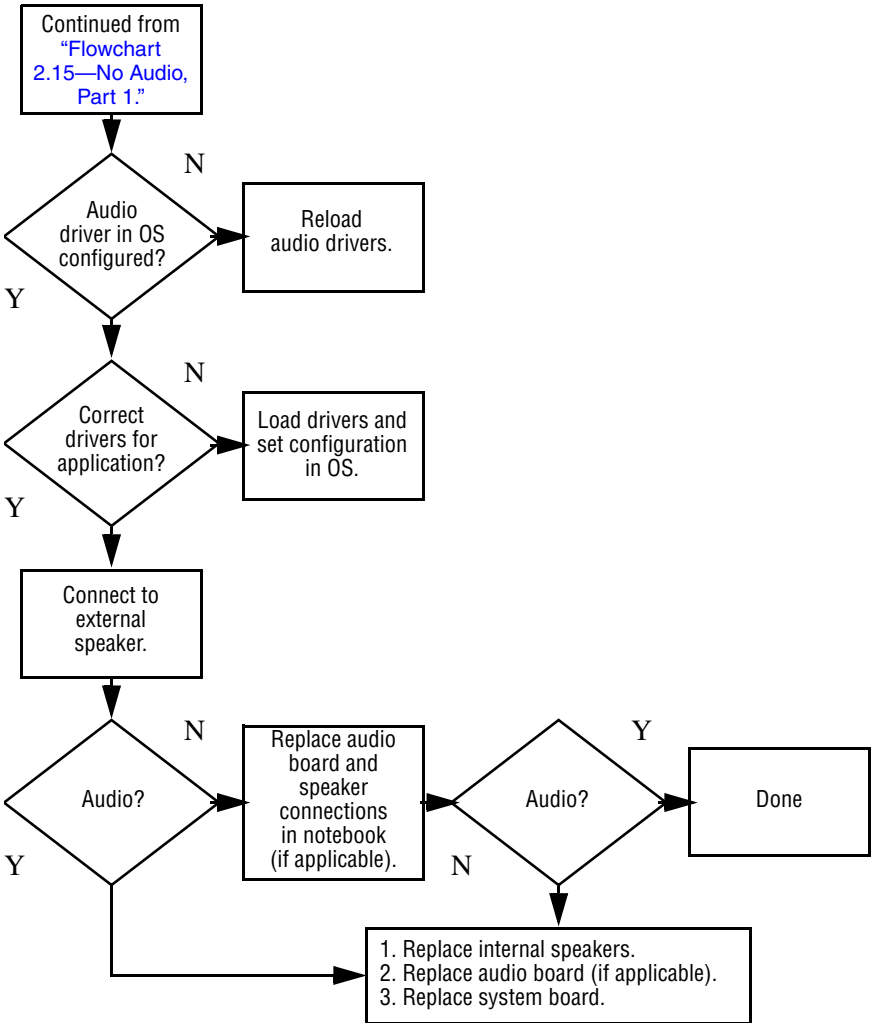 Continued from
“Flowchart
2.15—No Audio,
Part 1.”
N
Audio
driver in OS
configured?
Reload
audio drivers.
Y
N
Correct
drivers for
application?
Load drivers and
set configuration
in OS.
Y
Connect to
external
speaker.
N
Audio?
Y
Replace audio
board and
speaker
connections
in notebook
(if applicable).
Y
Audio?
N
Done
1. Replace internal speakers.
2. Replace audio board (if applicable).
3. Replace system board.